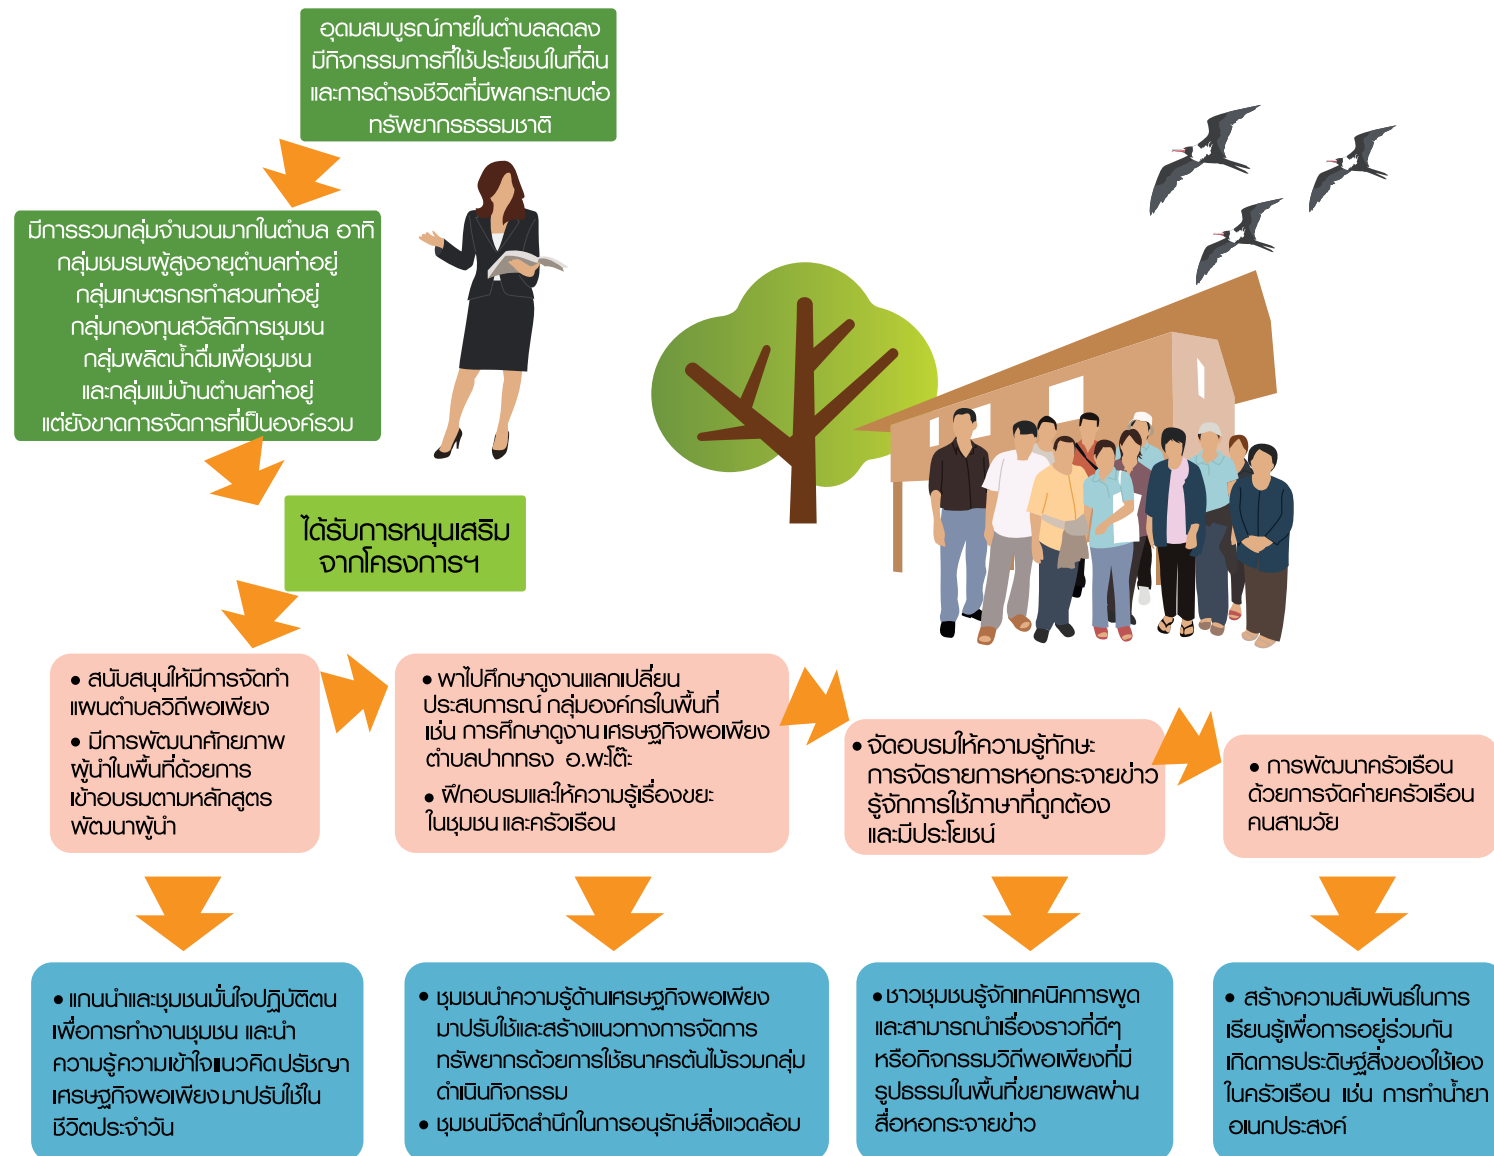 อุดมสมบูรณ์ภายในตำบลลดลง
มีกิจกรรมการที่ใช้ประโยชน์ในที่ดิน
และการดำรงชีวิตที่มีผลกระทบต่อ
ทรัพยากรธรรมชาติ
มีการรวมกลุ่มจำนวนมากในตำบล อาทิ
กลุ่มชมรมผู้สูงอายุตำบลท่าอยู่
กลุ่มเกษตรกรทำสวนท่าอยู่
กลุ่มกองทุนสวัสดิการชุมชน
กลุ่มผลิตน้ำดื่มเพื่อชุมชน
และกลุ่มแม่บ้านตำบลท่าอยู่
แต่ยังขาดการจัดการที่เป็นองค์รวม
ได้รับการหนุนเสริม
จากโครงการฯ
• สนับสนุนให้มีการจัดทำ
แผนตำบลวิถีพอเพียง
• มีการพัฒนาศักยภาพ
ผู้นำในพื้นที่ด้วยการ
เข้าอบรมตามหลักสูตร
พัฒนาผู้นำ
• พาไปศึกษาดูงานแลกเปลี่ยน
ประสบการณ์ กลุ่มองค์กรในพื้นที่
เช่น การศึกษาดูงาน เศรษฐกิจพอเพียง
ตำบลปากทรง อ.พะโต๊ะ
• ฝึกอบรมและให้ความรู้เรื่องขยะ
ในชุมชน และครัวเรือน
• จัดอบรมให้ความรู้ทักษะ
การจัดรายการหอกระจายข่าว
รู้จักการใช้ภาษาที่ถูกต้อง
และมีประโยชน์
• การพัฒนาครัวเรือน
ด้วยการจัดค่ายครัวเรือน
คนสามวัย
• แกนนำและชุมชนมั่นใจปฏิบัติตน
เพื่อการทำงานชุมชน และนำ
ความรู้ความเข้าใจแนวคิดปรัชญา
เศรษฐกิจพอเพียงมาปรับใช้ใน
ชีวิตประจำวัน
• ชุมชนนำความรู้ด้านเศรษฐกิจพอเพียง
มาปรับใช้และสร้างแนวทางการจัดการ
ทรัพยากรด้วยการใช้ธนาคารต้นไม้รวมกลุ่ม
ดำเนินกิจกรรม
• ชุมชนมีจิตสำนึกในการอนุรักษ์สิ่งแวดล้อม
• ชาวชุมชนรู้จักเทคนิคการพูด
และสามารถนำเรื่องราวที่ดีๆ
หรือกิจกรรมวิถีพอเพียงที่มี
รูปธรรมในพื้นที่ขยายผลผ่าน
สื่อหอกระจายข่าว
• สร้างความสัมพันธ์ในการ
เรียนรู้เพื่อการอยู่ร่วมกัน
เกิดการประดิษฐ์สิ่งของใช้เอง
ในครัวเรือน เช่น การทำน้ำยา
อเนกประสงค์